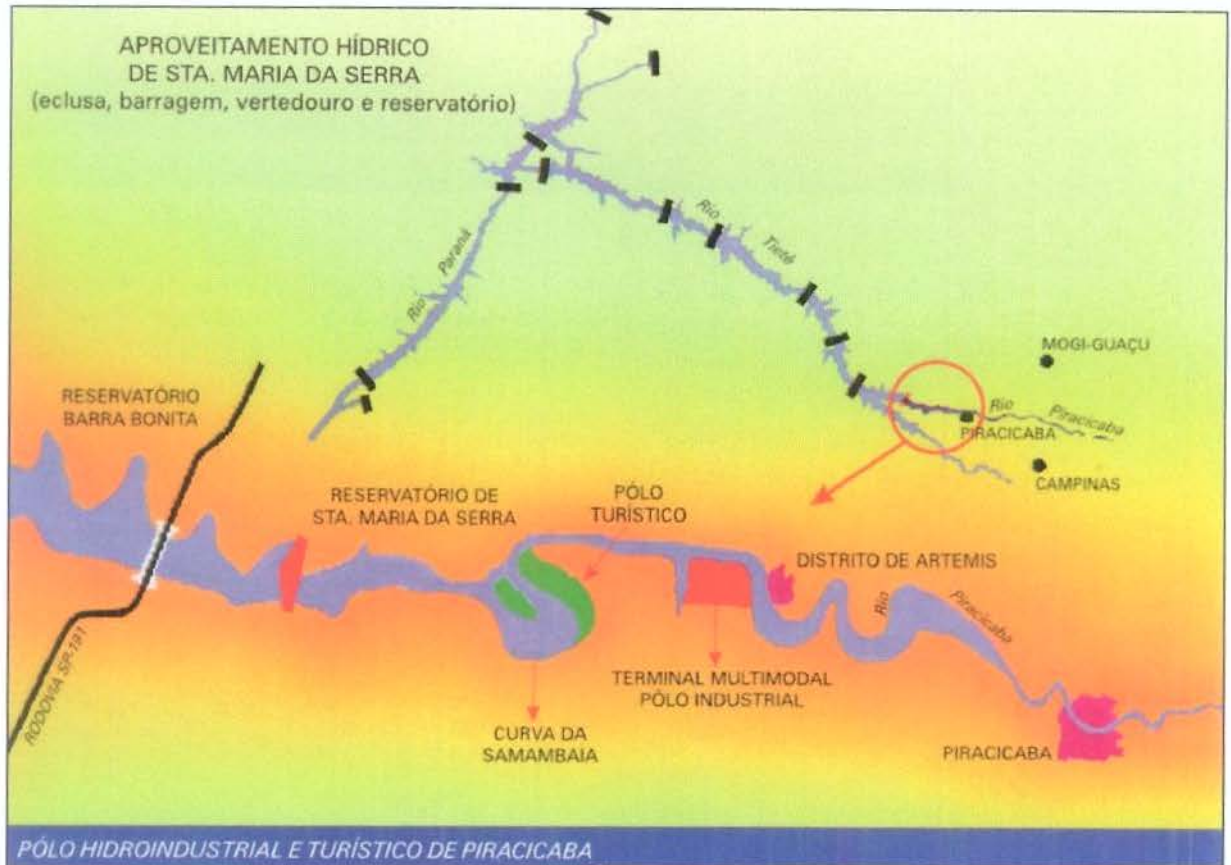 APROVEITAMENTO HÍDRICO
DE STA. MARIA DA SERRA
(eclusa, barragem, vertedouro e reservatório)
Rio Paraná
Rio Tietê
MOGI-GUAÇU
Rio Piracicaba
PIRACICABA
CAMPINAS
RESERVATÓRIO
BARRA BONITA
RODOVIA SP-191
RESERVATÓRIO DE
STA. MARIA DA SERRA
PÓLO
TURÍSTICO
DISTRITO DE ARTEMIS
Rio Piracicaba
TERMINAL MULTIMODAL
PÓLO INDUSTRIAL
CURVA DA
SAMAMBAIA
PIRACICABA
PÓLO HIDROINDUSTRIAL E TURÍSTICO DE PIRACICABA